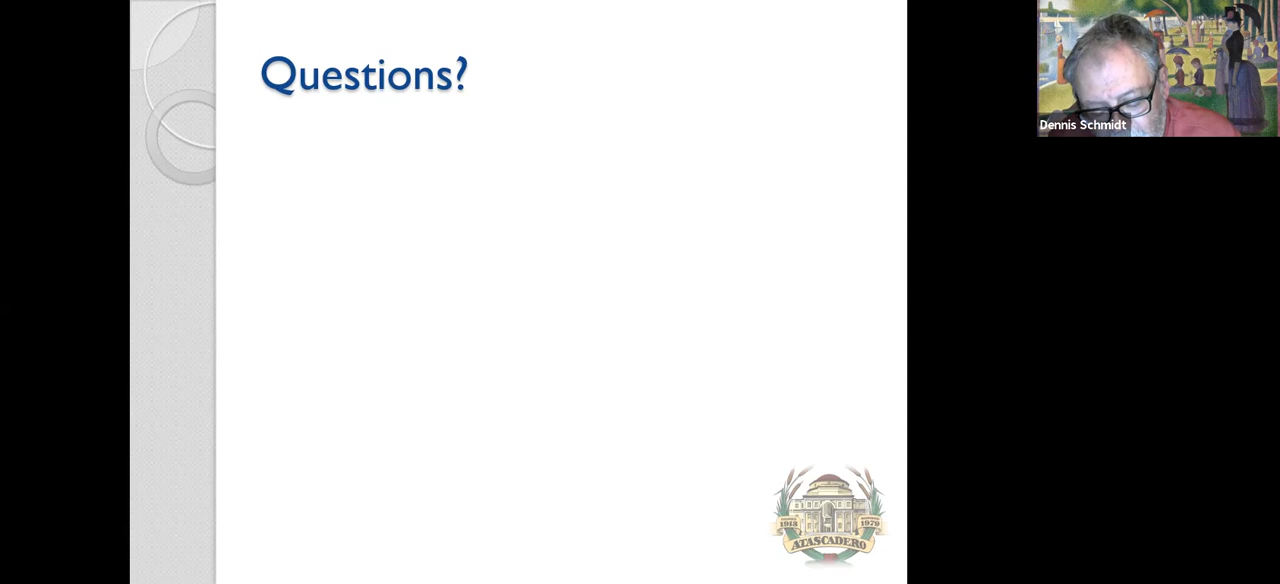 Questions?
Dennis Schmidt
1913
1979
ATASCADERO